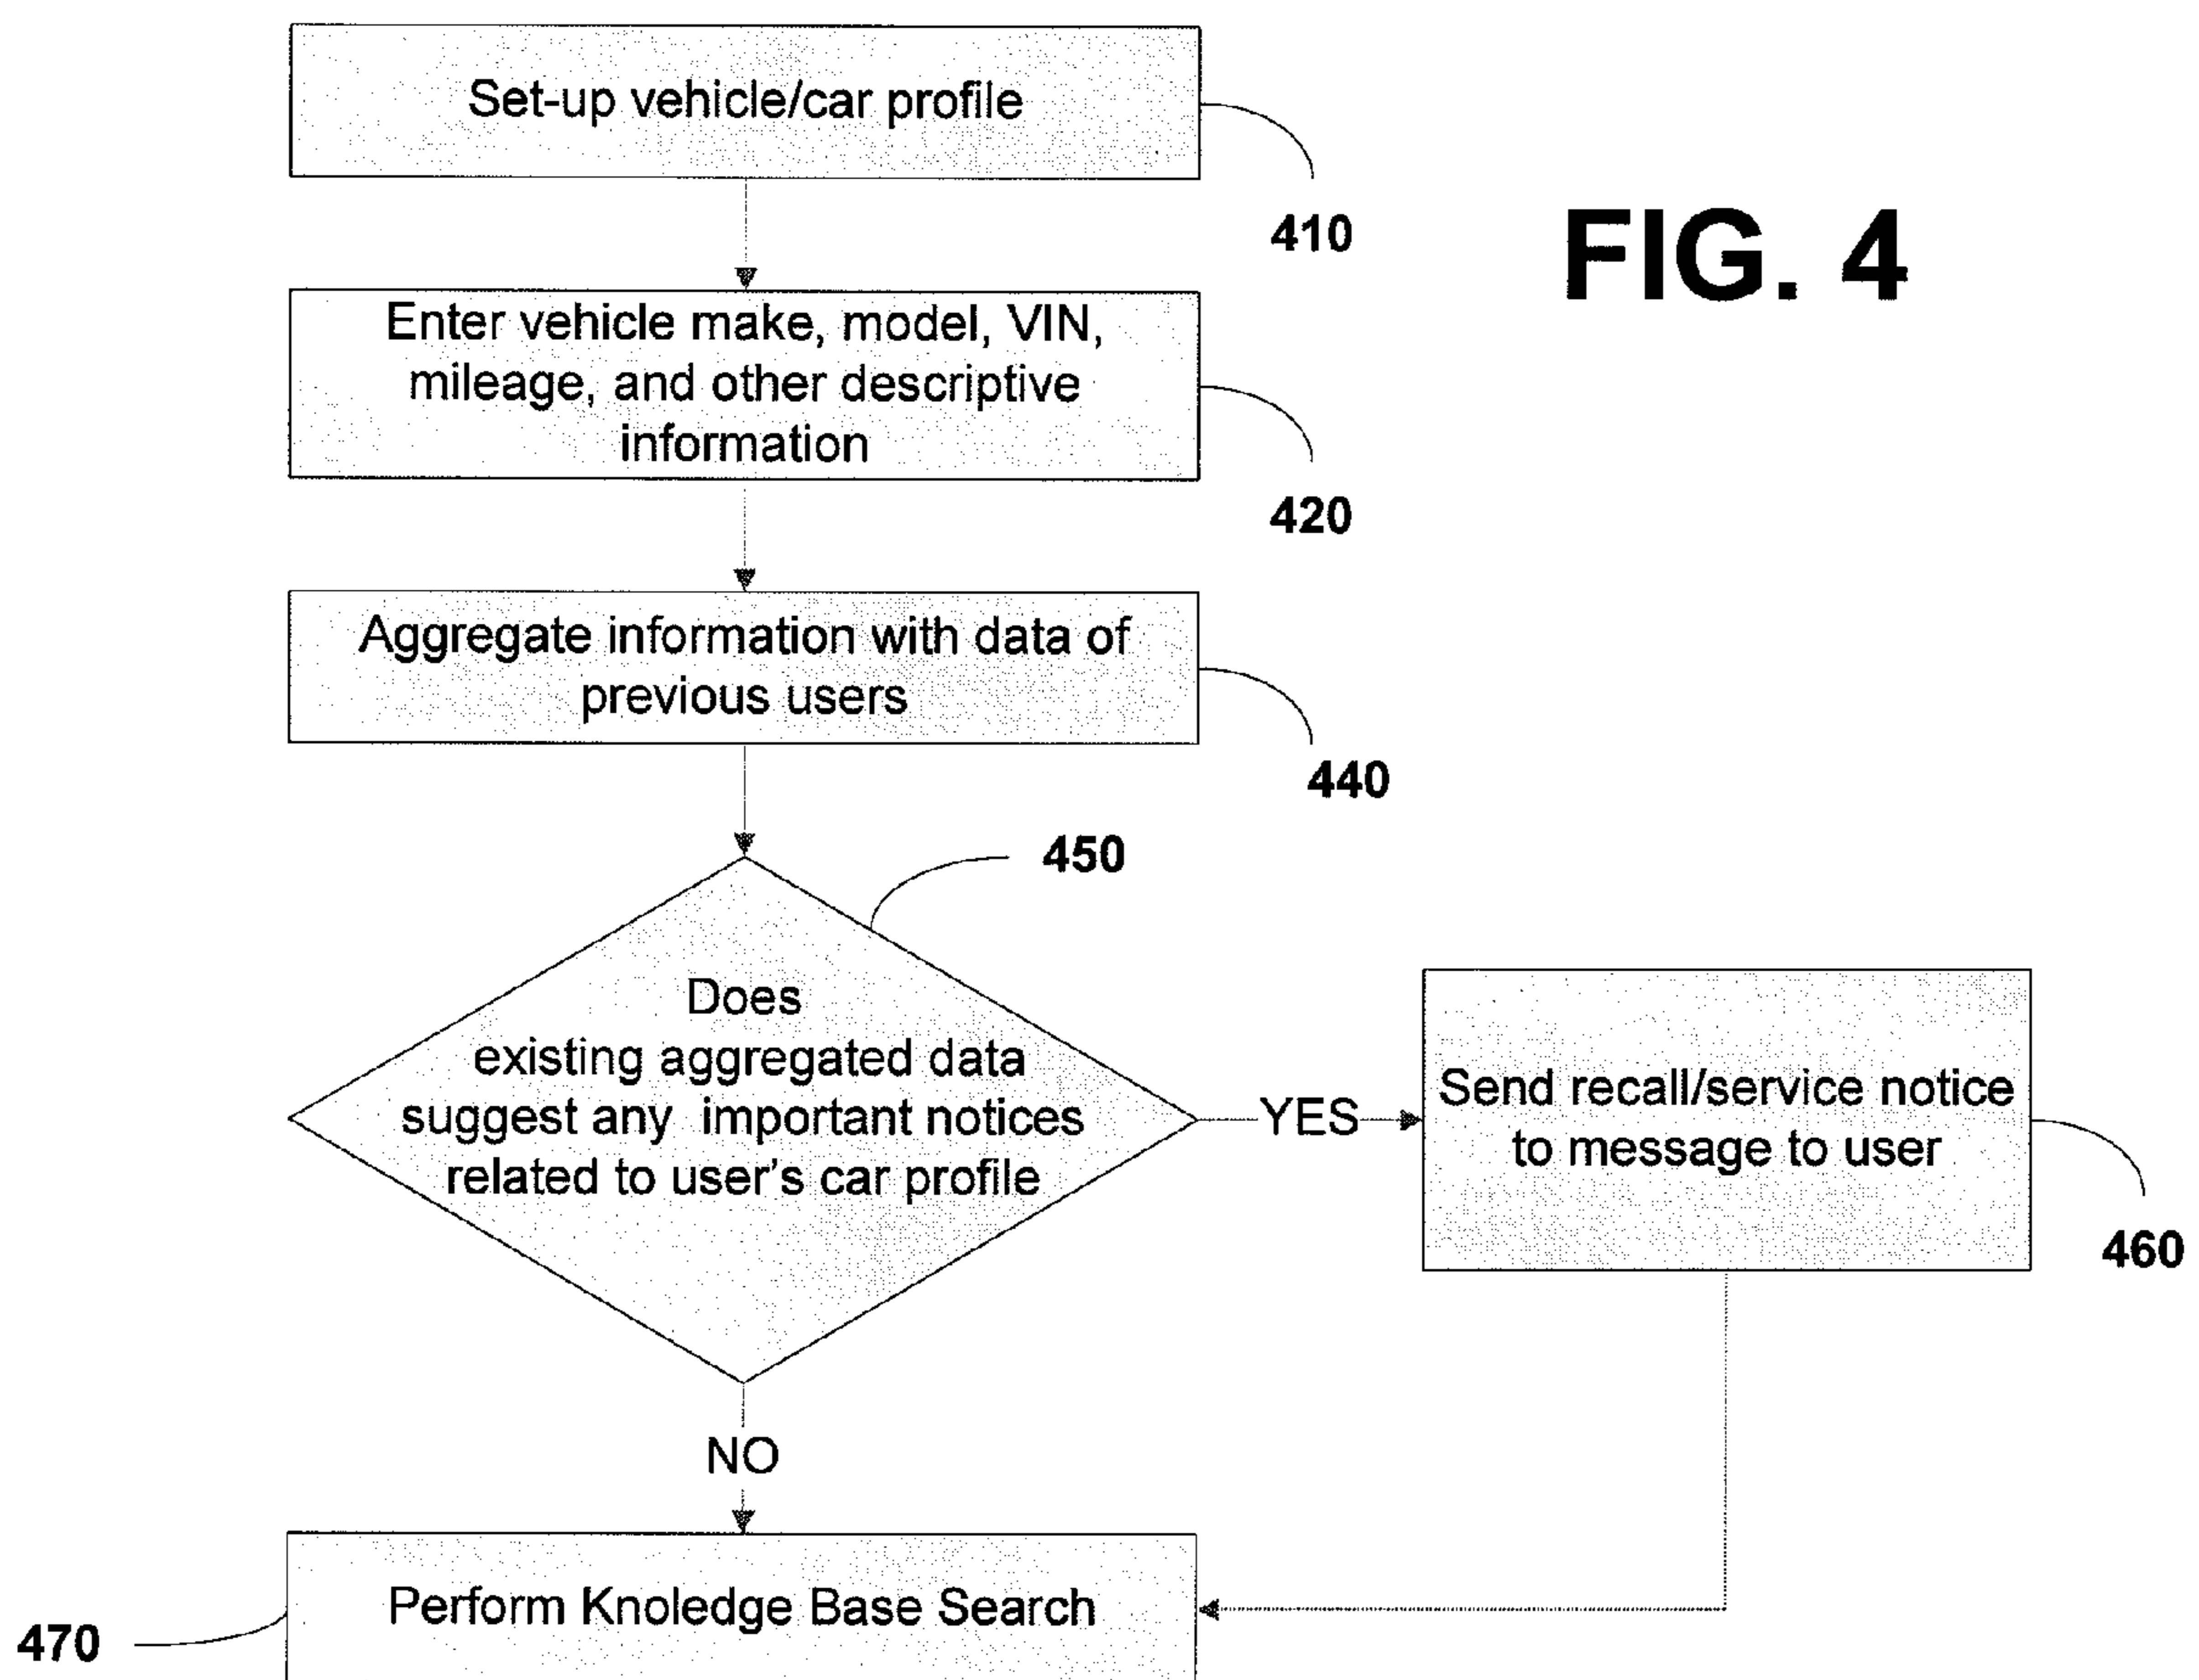 Set-up vehicle/car profile
410
FIG. 4
Enter vehicle make, model, VIN,
mileage, and other descriptive
information
420
Aggregate information with data of
previous users
440
450
Does
existing aggregated data
suggest any important notices
related to user's car profile
YES
Send recall/service notice
to message to user
460
NO
Perform Knoledge Base Search
470